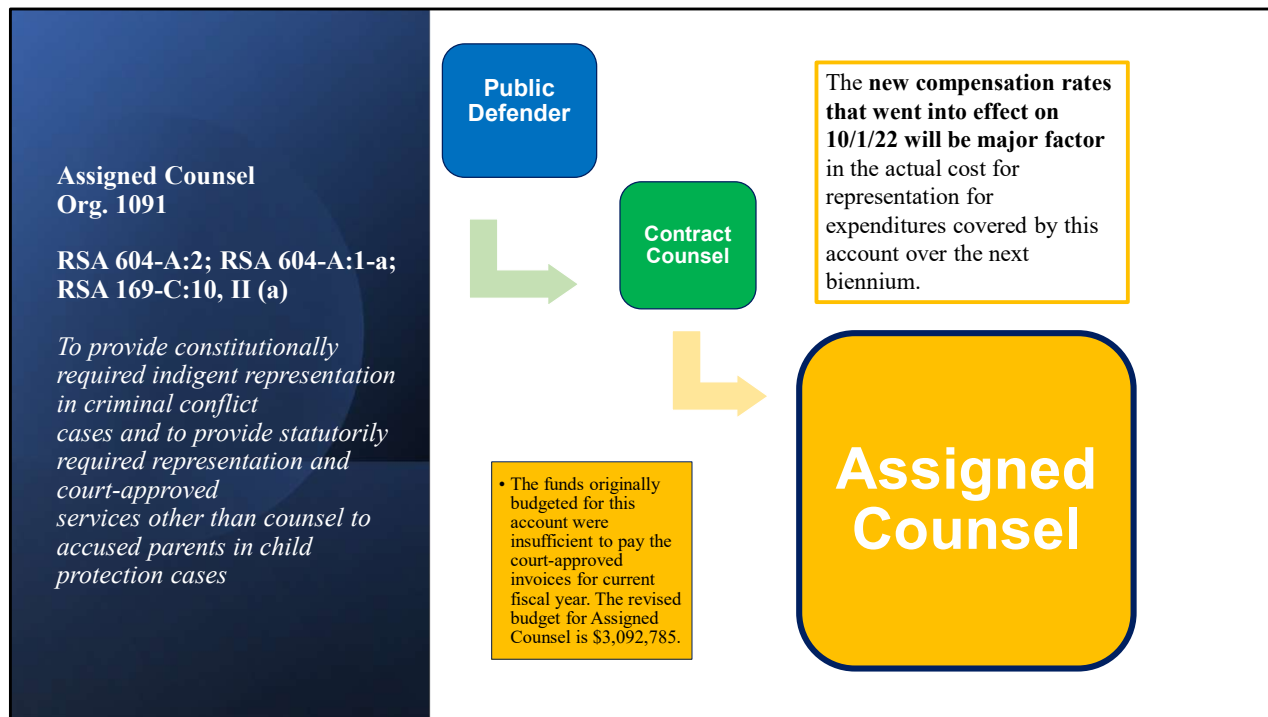 Assigned Counsel
Org. 1091
RSA 604-A:2; RSA 604-A:1-a;
RSA 169-C:10, II (a)
To provide constitutionally
required indigent representation
in criminal conflict
cases and to provide statutorily
required representation and
court-approved
services other than counsel to
accused parents in child
protection cases
Public
Defender
Contract
Counsel
The new compensation rates
that went into effect on
10/1/22 will be major factor
in the actual cost for
representation for
expenditures covered by this
account over the next
biennium.
• The funds originally
budgeted for this
account were
insufficient to pay the
court-approved
invoices for current
fiscal year. The revised
budget for Assigned
Counsel is $3,092,785.
Assigned
Counsel